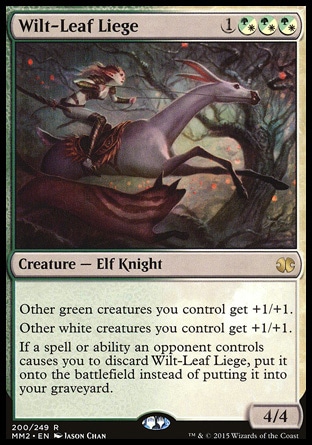 Wilt-Leaf Liege 1
Creature — Elf Knight
Other green creatures you control get +1/+1.
Other white creatures you control get +1/+1.
If a spell or ability an opponent controls
causes you to discard Wilt-Leaf Liege, put it
onto the battlefield instead of putting it into
your graveyard.
4/4
200/249 R
MM2 • EN Jason Chan
™ & © 2015 Wizards of the Coast